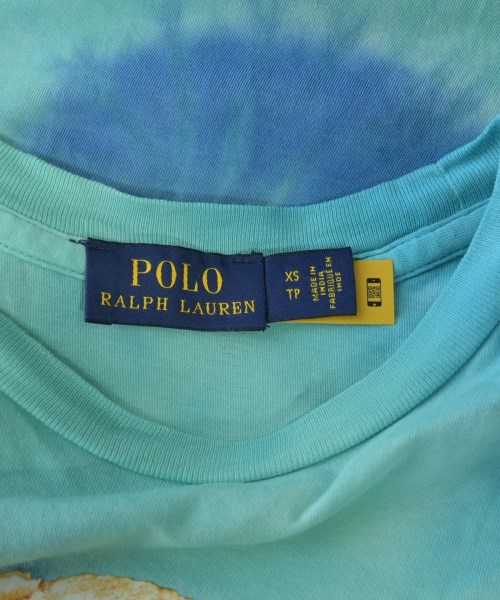 POLO
RALPH LAUREN
XS
TP
MADE IN
INDIA
FABRIQUÉ EN
INDE